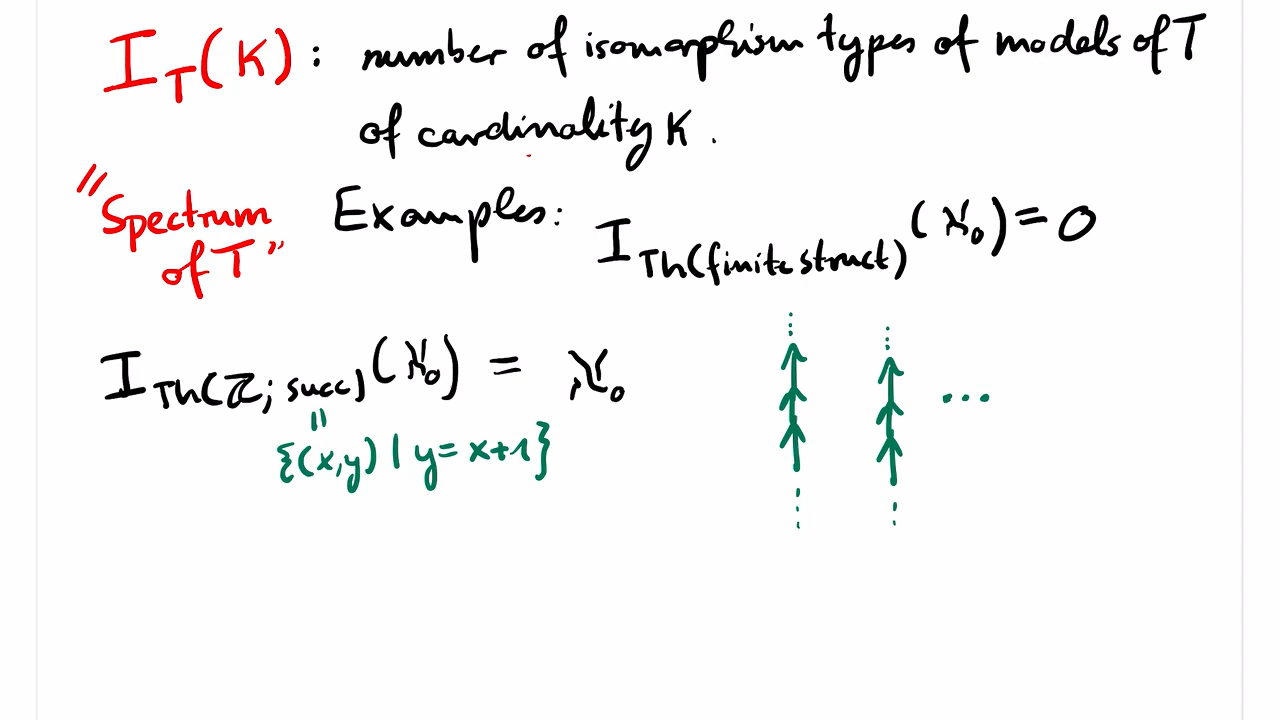 I_T(κ): number of isomorphism types of models of T
of cardinality κ.
"Spectrum
of T"
Examples: I_Th(finite struct)(ℵ₀) = 0
I_Th(ℤ; succ)(ℵ₀) = ℵ₀
...
=
{(x,y) | y = x+1}